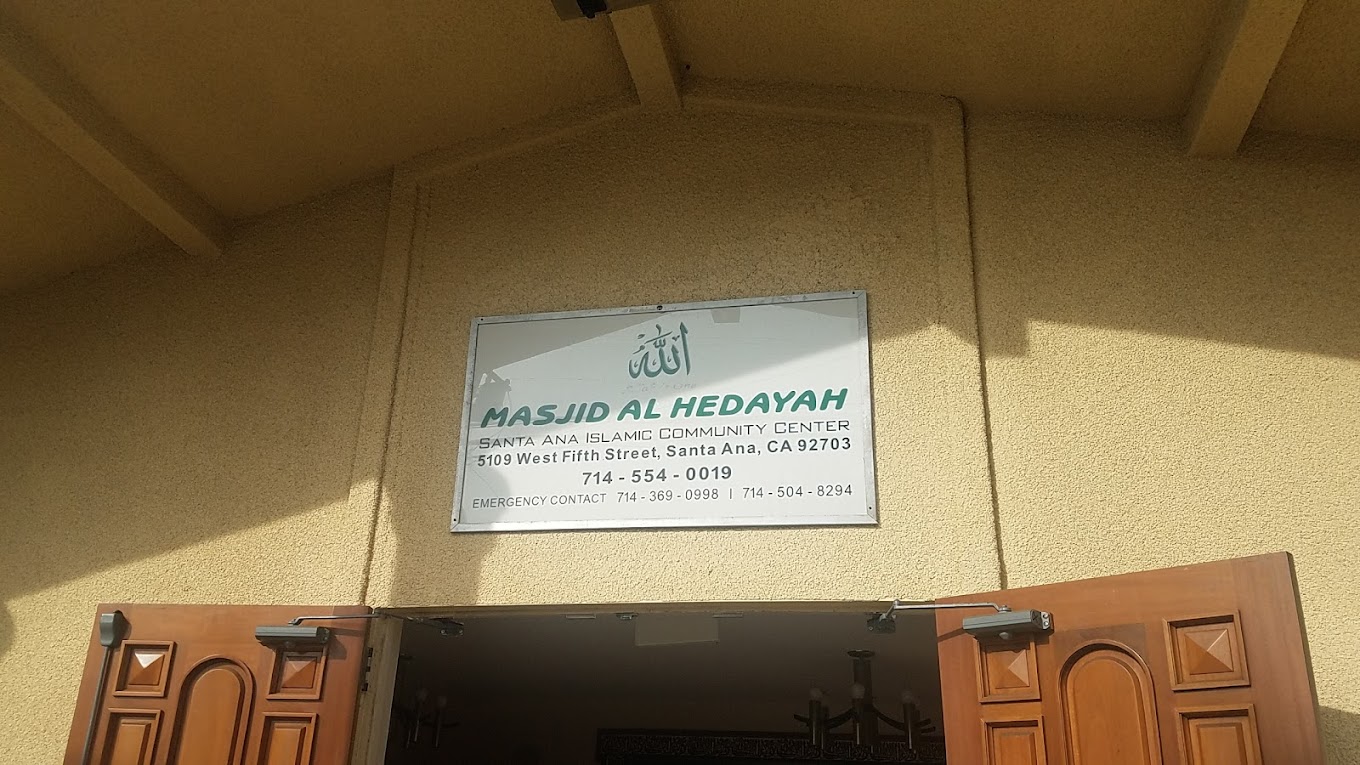 الله
MASJID AL HEDAYAH
SANTA ANA ISLAMIC COMMUNITY CENTER
5109 West Fifth Street, Santa Ana, CA 92703
714 - 554 - 0019
EMERGENCY CONTACT 714 - 369 - 0998 I 714 - 504 - 8294